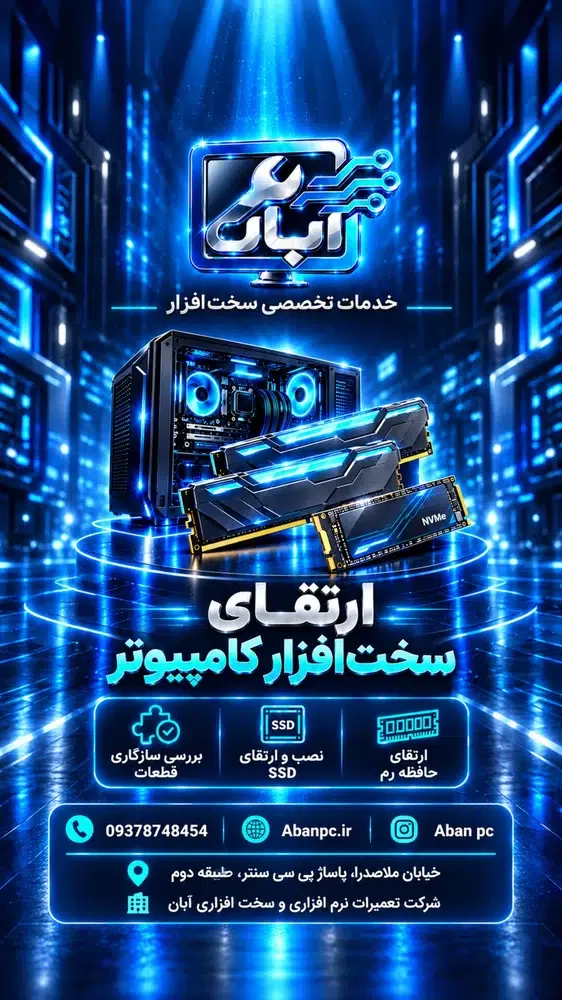 آبان
خدمات تخصصی سخت‌افزار
NVMe
ارتقای
سخت‌افزار کامپیوتر
ارتقای
حافظه رم
SSD
نصب و ارتقای
SSD
بررسی سازگاری
قطعات
09378748454
Abanpc.ir
Aban pc
خیابان ملاصدرا، پاساژ پی سی سنتر، طبقه دوم
شرکت تعمیرات نرم افزاری و سخت افزاری آبان